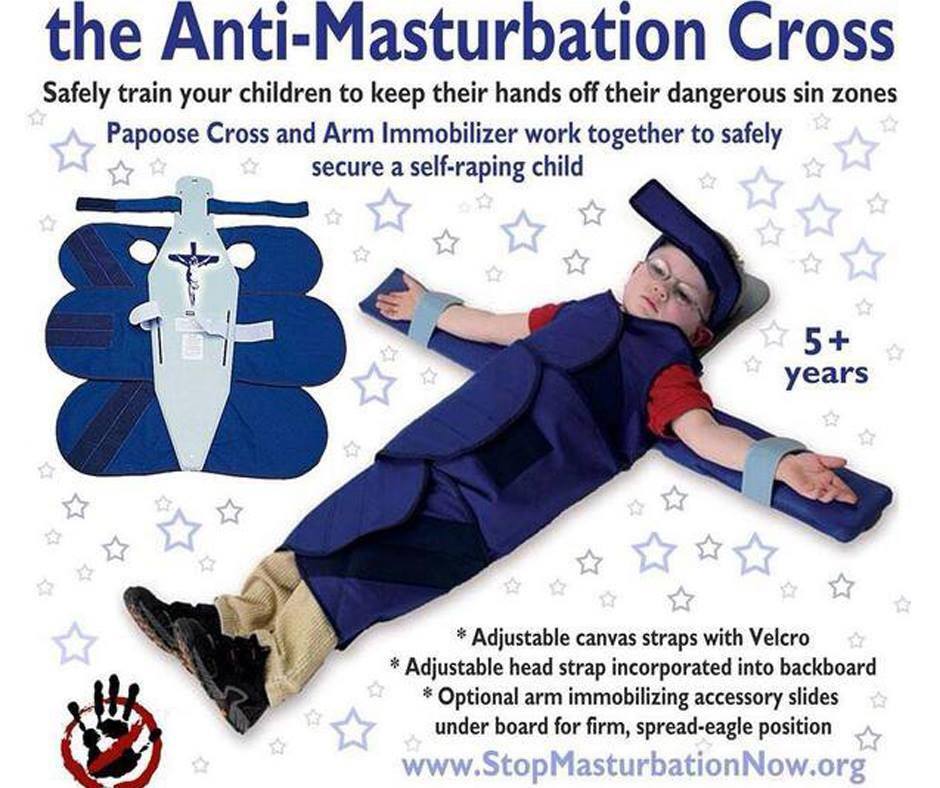 the Anti-Masturbation Cross
Safely train your children to keep their hands off their dangerous sin zones
Papoose Cross and Arm Immobilizer work together to safely
secure a self-raping child
5+
years
* Adjustable canvas straps with Velcro
* Adjustable head strap incorporated into backboard
* Optional arm immobilizing accessory slides
under board for firm, spread-eagle position
www.StopMasturbationNow.org